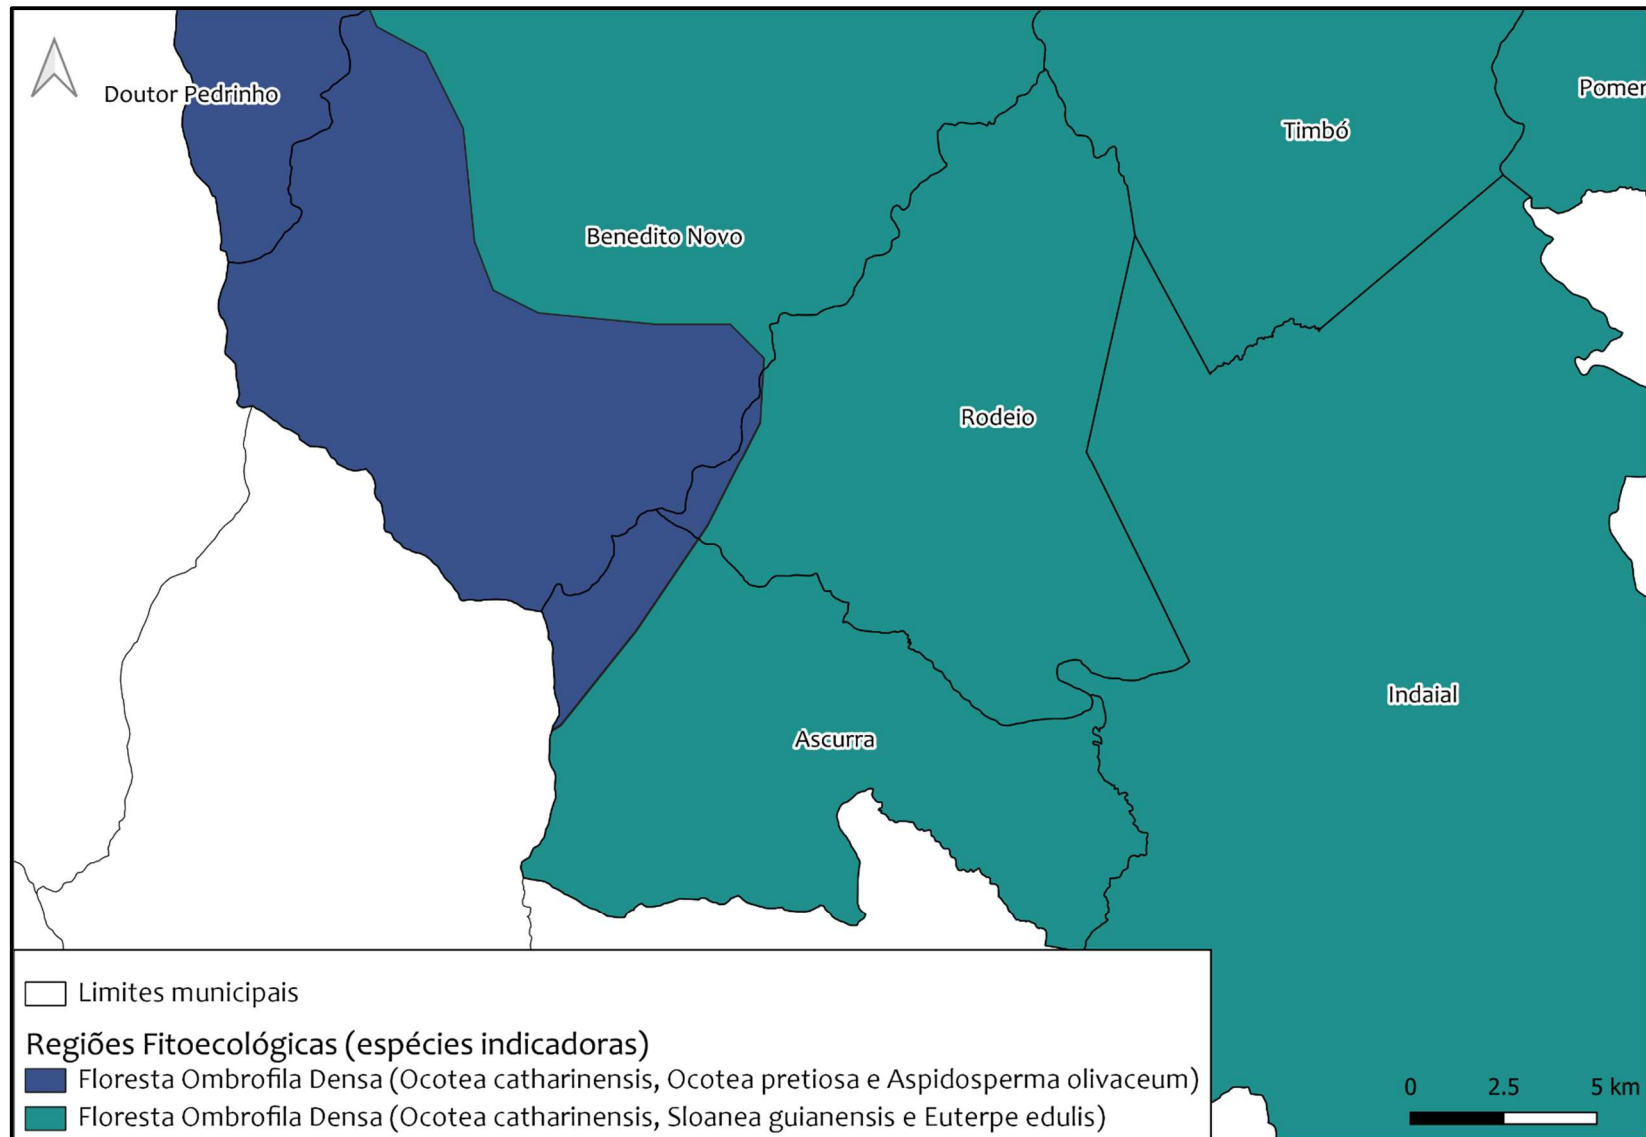 Doutor Pedrinho
Pomer
Timbó
Benedito Novo
Rodeio
Indaial
Ascurra
Limites municipais
Regiões Fitoecológicas (espécies indicadoras)
Floresta Ombrofila Densa (Ocotea catharinensis, Ocotea pretiosa e Aspidosperma olivaceum)
Floresta Ombrofila Densa (Ocotea catharinensis, Sloanea guianensis e Euterpe edulis)
0 2.5 5 km